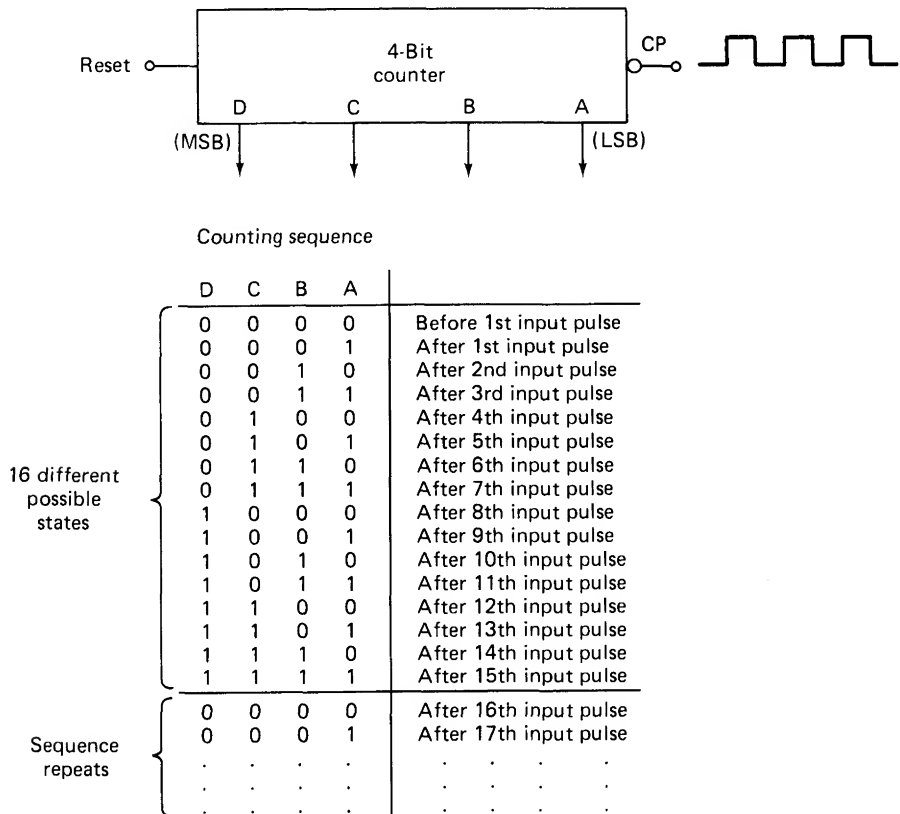 4-Bit
counter
Reset
CP
D C B A
(MSB) (LSB)
Counting sequence
D C B A
0 0 0 0 Before 1st input pulse
0 0 0 1 After 1st input pulse
0 0 1 0 After 2nd input pulse
0 0 1 1 After 3rd input pulse
0 1 0 0 After 4th input pulse
0 1 0 1 After 5th input pulse
0 1 1 0 After 6th input pulse
0 1 1 1 After 7th input pulse
1 0 0 0 After 8th input pulse
1 0 0 1 After 9th input pulse
1 0 1 0 After 10th input pulse
1 0 1 1 After 11th input pulse
1 1 0 0 After 12th input pulse
1 1 0 1 After 13th input pulse
1 1 1 0 After 14th input pulse
1 1 1 1 After 15th input pulse
16 different
possible
states
0 0 0 0 After 16th input pulse
0 0 0 1 After 17th input pulse
. . . . . . . .
. . . . . . . .
. . . . . . . .
Sequence
repeats